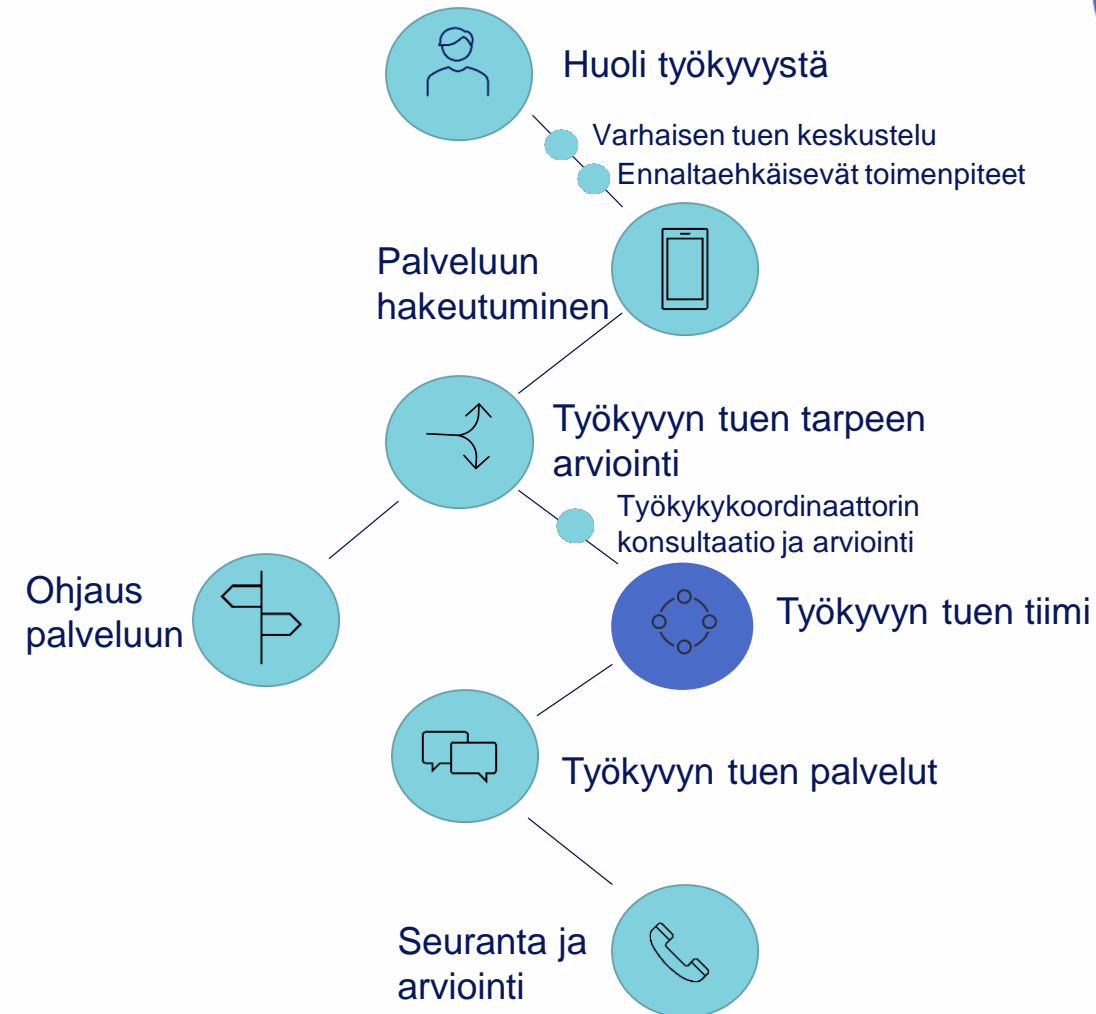 Huoli työkyvystä
Varhaisen tuen keskustelu
Ennaltaehkäisevät toimenpiteet
Palveluun
hakeutuminen
Työkyvyn tuen tarpeen
arviointi
Työkykykoordinaattorin
konsultaatio ja arviointi
Ohjaus
palveluun
Työkyvyn tuen tiimi
Työkyvyn tuen palvelut
Seuranta ja
arviointi